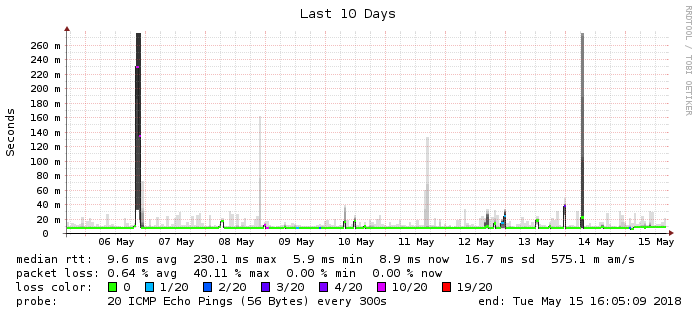 Last 10 Days
RRDTOOL / TOBI OETIKER
Seconds
260 m
240 m
220 m
200 m
180 m
160 m
140 m
120 m
100 m
80 m
60 m
40 m
20 m
0
06 May 07 May 08 May 09 May 10 May 11 May 12 May 13 May 14 May 15 May
median rtt: 9.6 ms avg 230.1 ms max 5.9 ms min 8.9 ms now 16.7 ms sd 575.1 m am/s
packet loss: 0.64 % avg 40.11 % max 0.00 % min 0.00 % now
loss color: 0 1/20 2/20 3/20 4/20 10/20 19/20
probe: 20 ICMP Echo Pings (56 Bytes) every 300s end: Tue May 15 16:05:09 2018